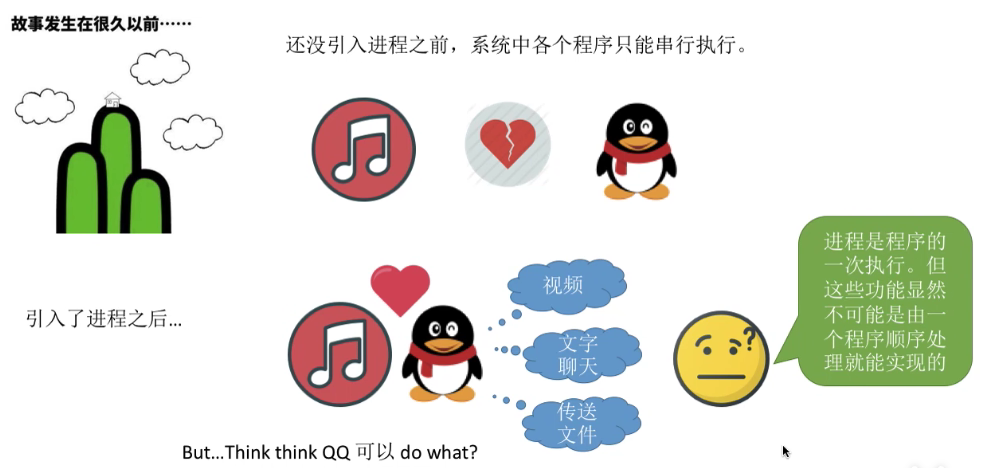 故事发生在很久以前……
还没引入进程之前，系统中各个程序只能串行执行。
引入了进程之后...
视频
文字
聊天
传送
文件
?
进程是程序的
一次执行。但
这些功能显然
不可能是由一
个程序顺序处
理就能实现的
But...Think think QQ 可以 do what?